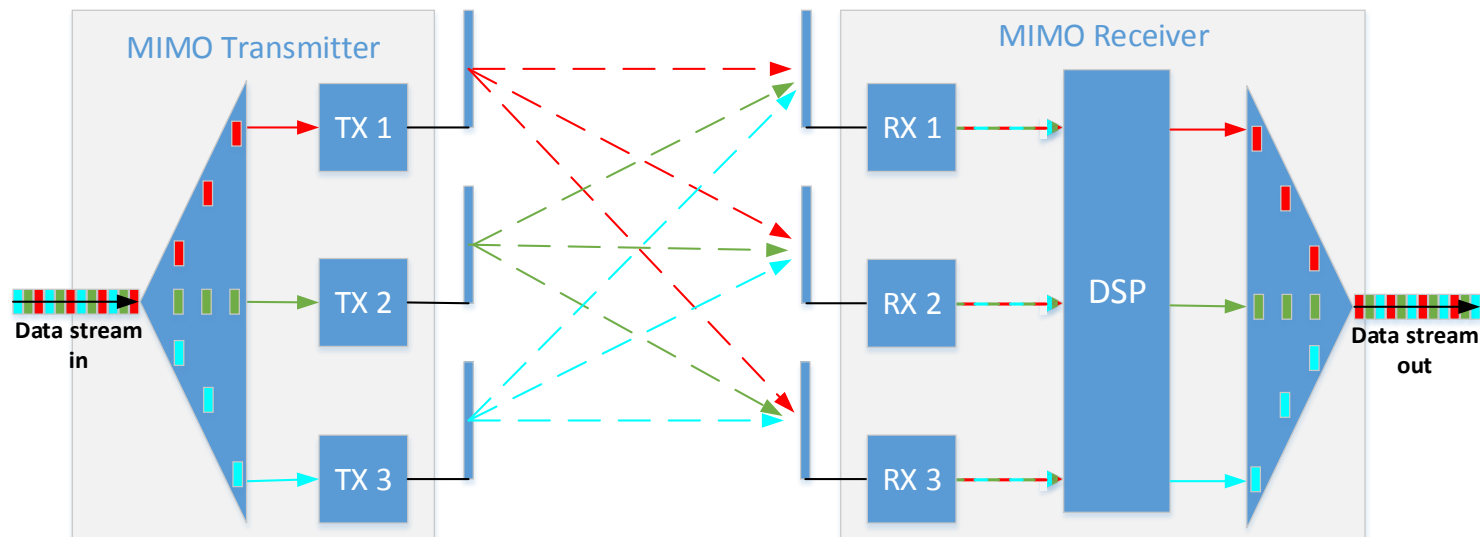 MIMO Transmitter
MIMO Receiver
TX 1
RX 1
TX 2
RX 2
DSP
Data stream
in
Data stream
out
TX 3
RX 3